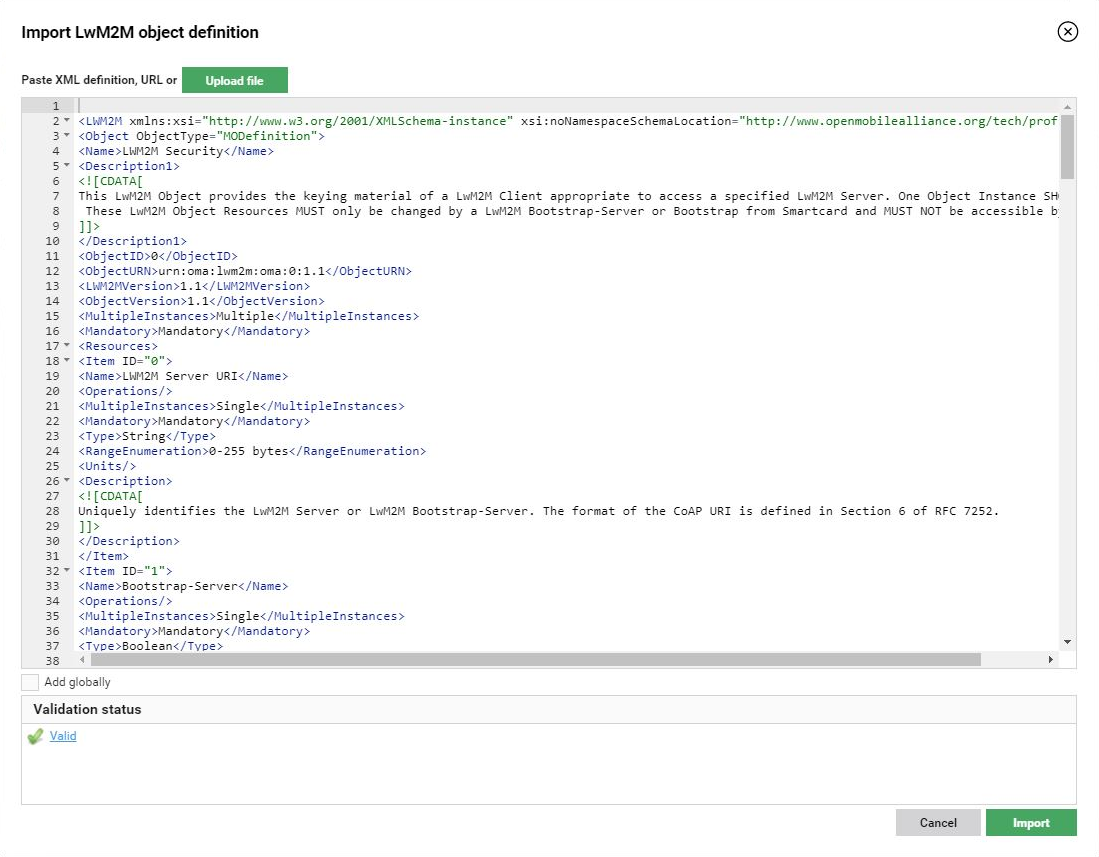 Import LwM2M object definition
Paste XML definition, URL or Upload file
1
2 <LWM2M xmlns:xsi="http://www.w3.org/2001/XMLSchema-instance" xsi:noNamespaceSchemaLocation="http://www.openmobilealliance.org/tech/prof
3 <Object ObjectType="MODefinition">
4 <Name>LWM2M Security</Name>
5 <Description1>
6 <![CDATA[
7 This LwM2M Object provides the keying material of a LwM2M Client appropriate to access a specified LwM2M Server. One Object Instance SH
8 These LwM2M Object Resources MUST only be changed by a LwM2M Bootstrap-Server or Bootstrap from Smartcard and MUST NOT be accessible b
9 ]]>
10 </Description1>
11 <ObjectID>0</ObjectID>
12 <ObjectURN>urn:oma:lwm2m:oma:0:1.1</ObjectURN>
13 <LWM2MVersion>1.1</LWM2MVersion>
14 <ObjectVersion>1.1</ObjectVersion>
15 <MultipleInstances>Multiple</MultipleInstances>
16 <Mandatory>Mandatory</Mandatory>
17 <Resources>
18 <Item ID="0">
19 <Name>LWM2M Server URI</Name>
20 <Operations/>
21 <MultipleInstances>Single</MultipleInstances>
22 <Mandatory>Mandatory</Mandatory>
23 <Type>String</Type>
24 <RangeEnumeration>0-255 bytes</RangeEnumeration>
25 <Units/>
26 <Description>
27 <![CDATA[
28 Uniquely identifies the LwM2M Server or LwM2M Bootstrap-Server. The format of the CoAP URI is defined in Section 6 of RFC 7252.
29 ]]>
30 </Description>
31 </Item>
32 <Item ID="1">
33 <Name>Bootstrap-Server</Name>
34 <Operations/>
35 <MultipleInstances>Single</MultipleInstances>
36 <Mandatory>Mandatory</Mandatory>
37 <Type>Boolean</Type>
38
Add globally
Validation status
Valid
Cancel Import